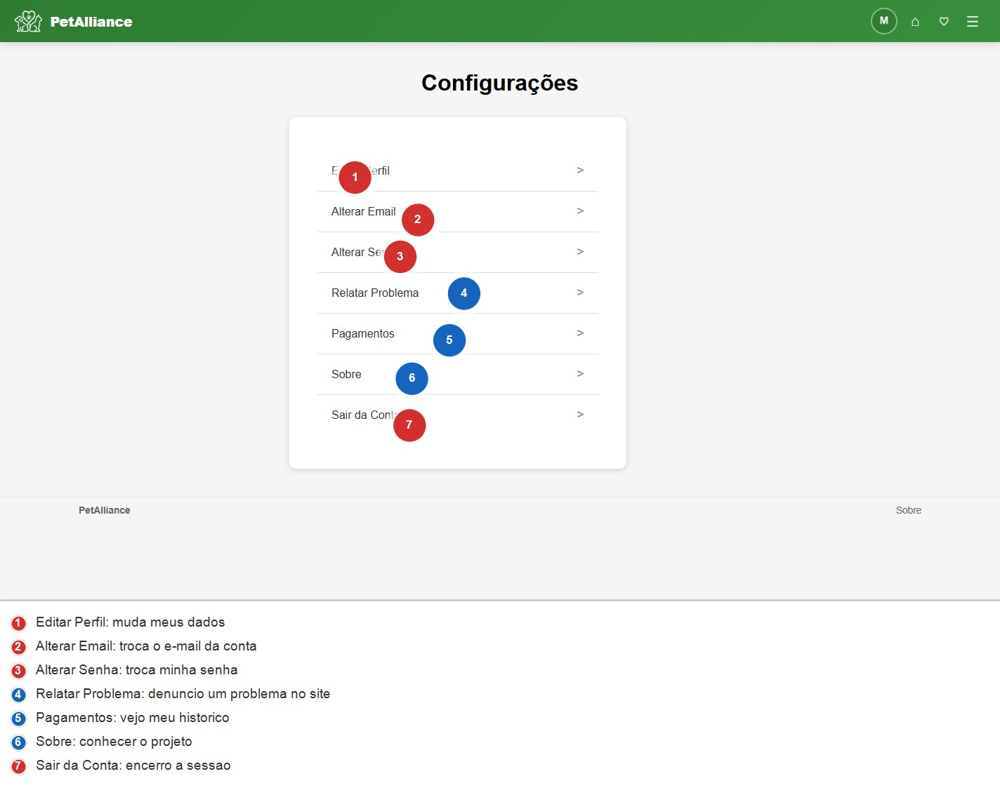 PetAlliance M
Configurações
erfil >
1
Alterar Email >
2
Alterar Se >
3
Relatar Problema 4 >
Pagamentos >
5
Sobre >
6
Sair da Conta >
7
PetAlliance Sobre
1 Editar Perfil: muda meus dados
2 Alterar Email: troca o e-mail da conta
3 Alterar Senha: troca minha senha
4 Relatar Problema: denuncio um problema no site
5 Pagamentos: vejo meu historico
6 Sobre: conhecer o projeto
7 Sair da Conta: encerro a sessao